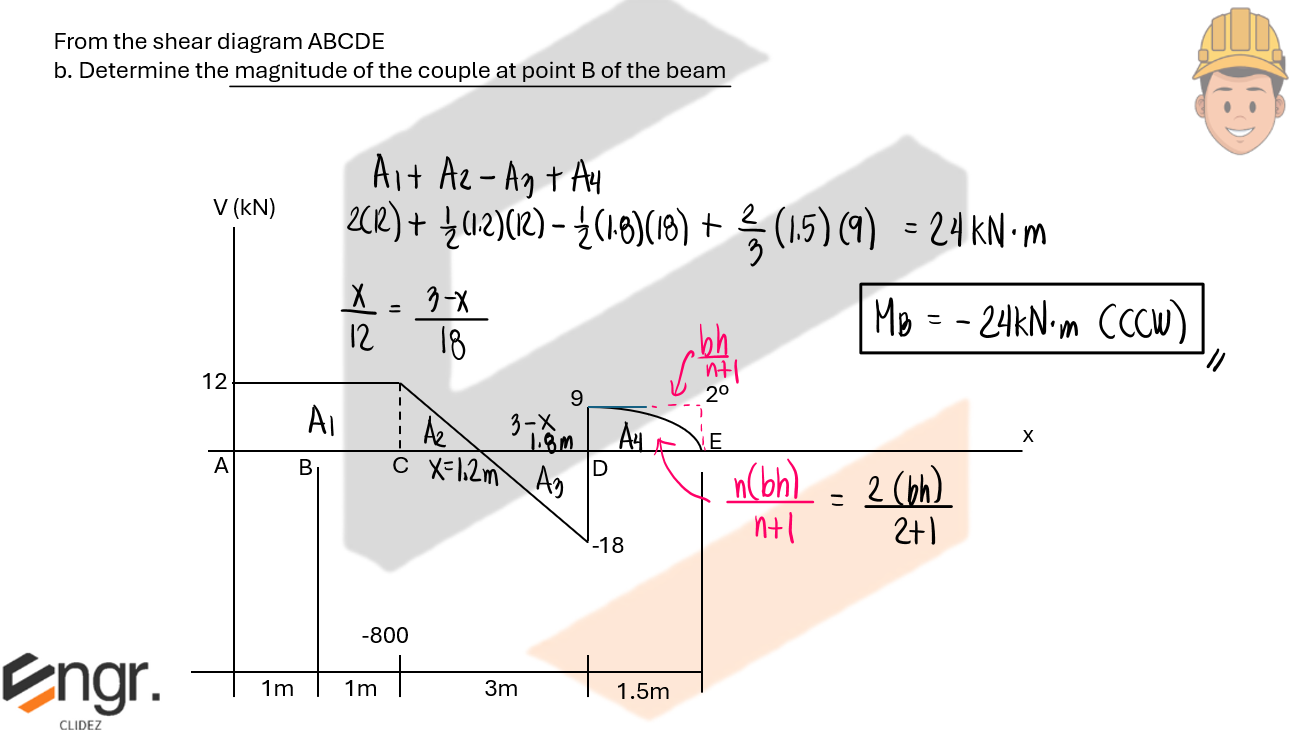 From the shear diagram ABCDE
b. Determine the magnitude of the couple at point B of the beam
A1 + A2 - A3 + A4
V (kN)
2(12) + 1/2 (1.2)(12) - 1/2 (1.8)(18) + 2/3 (1.5) (9) = 24 kN·m
x/12 = 3-x/18
MB = - 24kN·m (CCW)
bh/n+1
12
9
2º
A1
A2
3-x
1.8m
A4
E
x
A
B
C
x=1.2m
A3
D
n(bh)/n+1 = 2 (bh)/2+1
-18
-800
1m
1m
3m
1.5m
Engr.
CLIDEZ